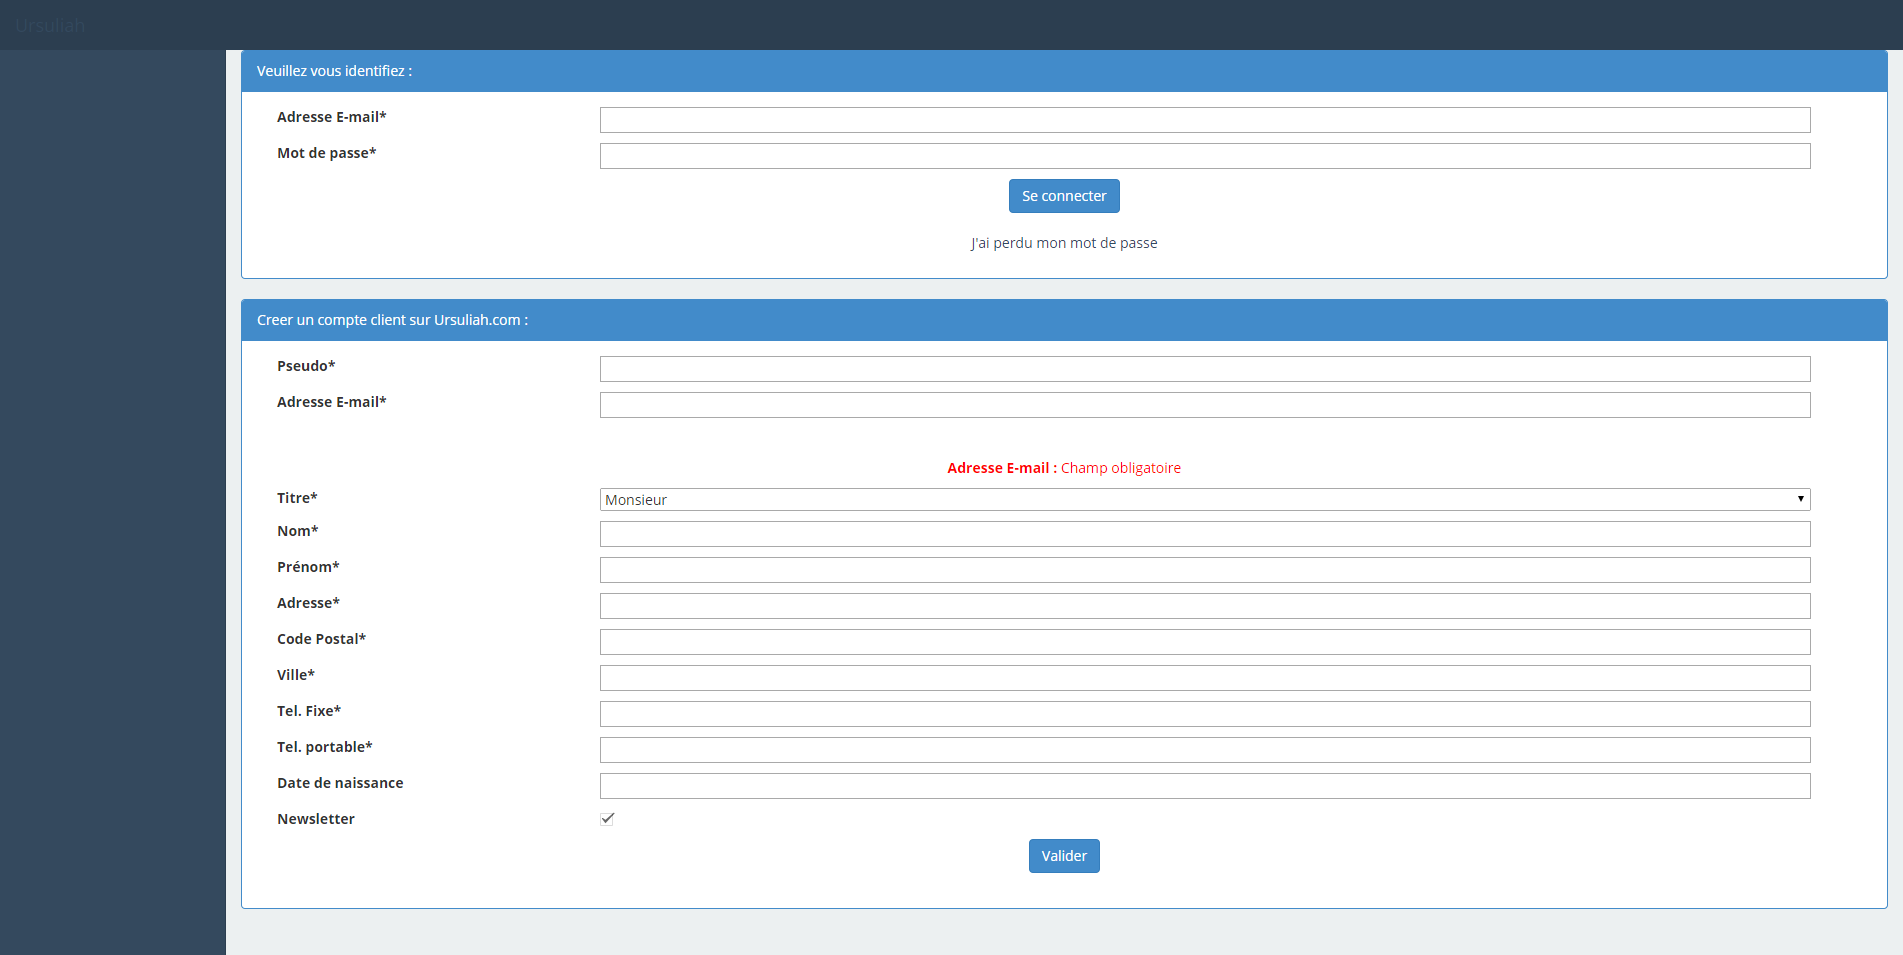 Ursuliah
Veuillez vous identifiez :
Adresse E-mail*
Mot de passe*
Se connecter
J'ai perdu mon mot de passe
Creer un compte client sur Ursuliah.com :
Pseudo*
Adresse E-mail*
Adresse E-mail : Champ obligatoire
Titre* Monsieur
Nom*
Prénom*
Adresse*
Code Postal*
Ville*
Tel. Fixe*
Tel. portable*
Date de naissance
Newsletter
Valider